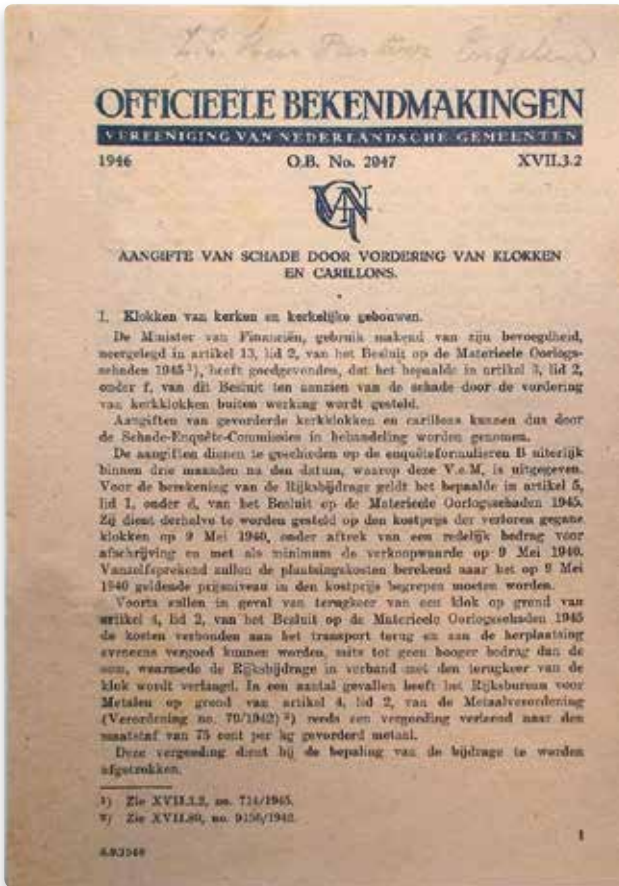 Engelen
OFFICIEELE BEKENDMAKINGEN
VEREENIGING VAN NEDERLANDSCHE GEMEENTEN
1946 O.B. No. 2047 XVII.3.2
VNG
AANGIFTE VAN SCHADE DOOR VORDERING VAN KLOKKEN
EN CARILLONS.
1. Klokken van kerken en kerkelijke gebouwen.
De Minister van Financiën, gebruik makend van zijn bevoegdheid,
neergelegd in artikel 13, lid 2, van het Besluit op de Materieele Oorlogs-
schaden 1945 ¹), heeft goedgevonden, dat het bepaalde in artikel 3, lid 2,
onder f, van dit Besluit ten aanzien van de schade door de vordering
van kerkklokken buiten werking wordt gesteld.
Aangiften van gevorderde kerkklokken en carillons kunnen dus door
de Schade-Enquête-Commissies in behandeling worden genomen.
De aangiften dienen te geschieden op de enquêteformulieren B uiterlijk
binnen drie maanden na den datum, waarop deze V.e.M. is uitgegeven.
Voor de berekening van de Rijksbijdrage geldt het bepaalde in artikel 5,
lid 1, onder d, van het Besluit op de Materieele Oorlogsschaden 1945.
Zij dient derhalve te worden gesteld op den kostprijs der verloren gegane
klokken op 9 Mei 1940, onder aftrek van een redelijk bedrag voor
afschrijving en met als minimum de verkoopwaarde op 9 Mei 1940.
Vanzelfsprekend zullen de plaatsingskosten berekend naar het op 9 Mei
1940 geldende prijsniveau in den kostprijs begrepen moeten worden.
Voorts zullen in geval van terugkeer van een klok op grond van
artikel 4, lid 2, van het Besluit op de Materieele Oorlogsschaden 1945
de kosten verbonden aan het transport terug en aan de herplaatsing
eveneens vergoed kunnen worden, mits tot geen hooger bedrag dan de
som, waarmede de Rijksbijdrage in verband met den terugkeer van de
klok wordt verlaagd. In een aantal gevallen heeft het Rijksbureau voor
Metalen op grond van artikel 4, lid 2, van de Metaalverordening
(Verordening no. 79/1942) ²) reeds een vergoeding verleend naar den
maatstaf van 75 cent per kg gevorderd metaal.
Deze vergoeding dient bij de bepaling van de bijdrage te worden
afgetrokken.
¹) Zie XVII.3.2, no. 714/1945.
²) Zie XVII.80, no. 9156/1942.
1